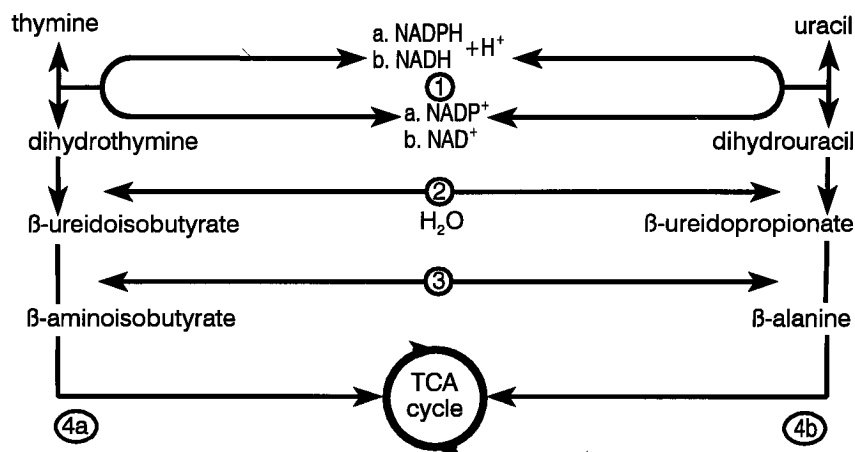 thymine
a. NADPH
b. NADH
+H⁺
uracil
①
a. NADP⁺
b. NAD⁺
dihydrothymine
dihydrouracil
②
H₂O
ß-ureidoisobutyrate
ß-ureidopropionate
③
ß-aminoisobutyrate
ß-alanine
TCA
cycle
4a
4b